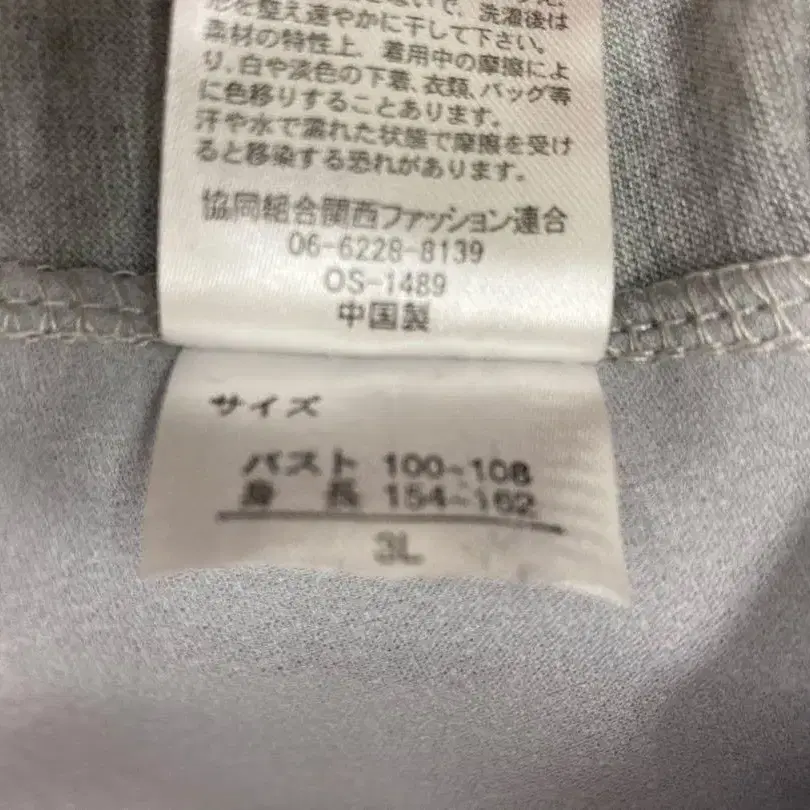 ないで、洗濯後は
形を整え速やかに干して下さい。
素材の特性上、着用中の摩擦によ
り、白や淡色の下着、衣類、バッグ等
に色移りすることあります。
汗や水で濡れた状態で摩擦を受け
ると移染する恐れがあります。
協同組合関西ファッション連合
06-6228-8139
OS-1489
中国製
サイズ
バスト 100~108
身長 154~162
3L